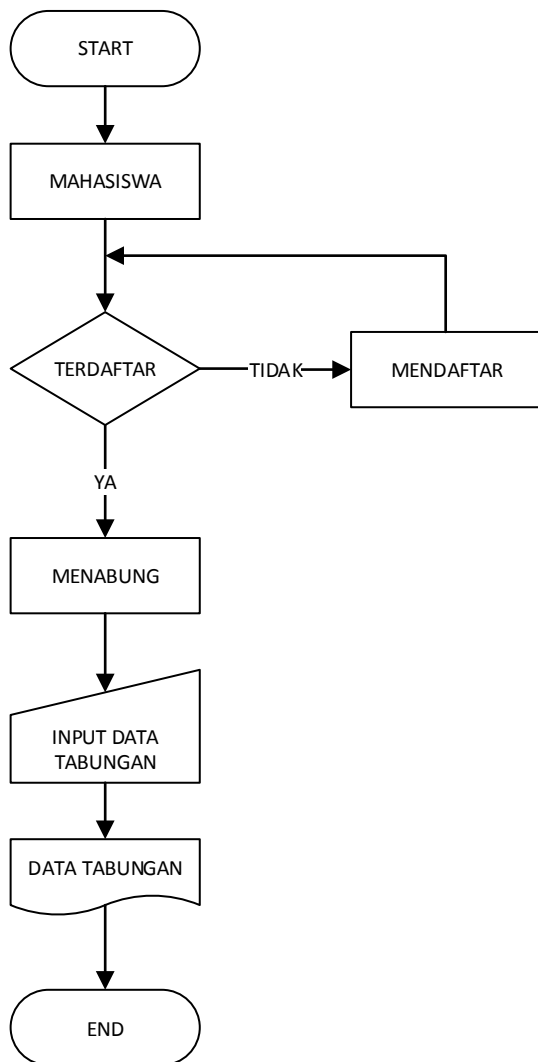 START
MAHASISWA
TERDAFTAR
TIDAK
MENDAFTAR
YA
MENABUNG
INPUT DATA
TABUNGAN
DATA TABUNGAN
END